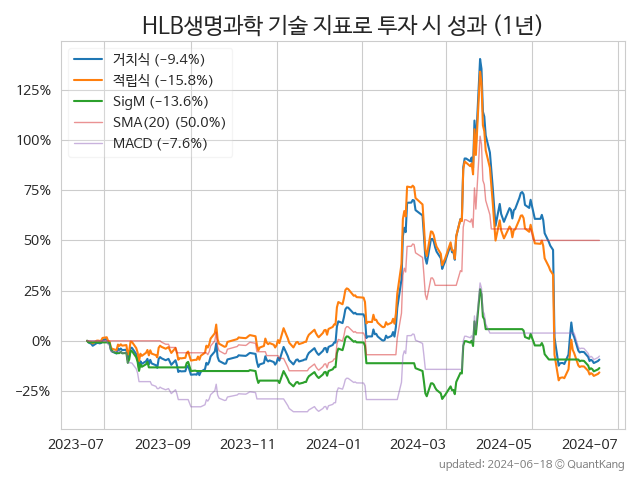 HLB생명과학 기술 지표로 투자 시 성과 (1년)
거치식 (−9.4%)
적립식 (−15.8%)
SigM (−13.6%)
SMA(20) (50.0%)
MACD (−7.6%)
125%
100%
75%
50%
25%
0%
−25%
2023−07 2023−09 2023−11 2024−01 2024−03 2024−05 2024−07
updated: 2024−06−18 © QuantKang